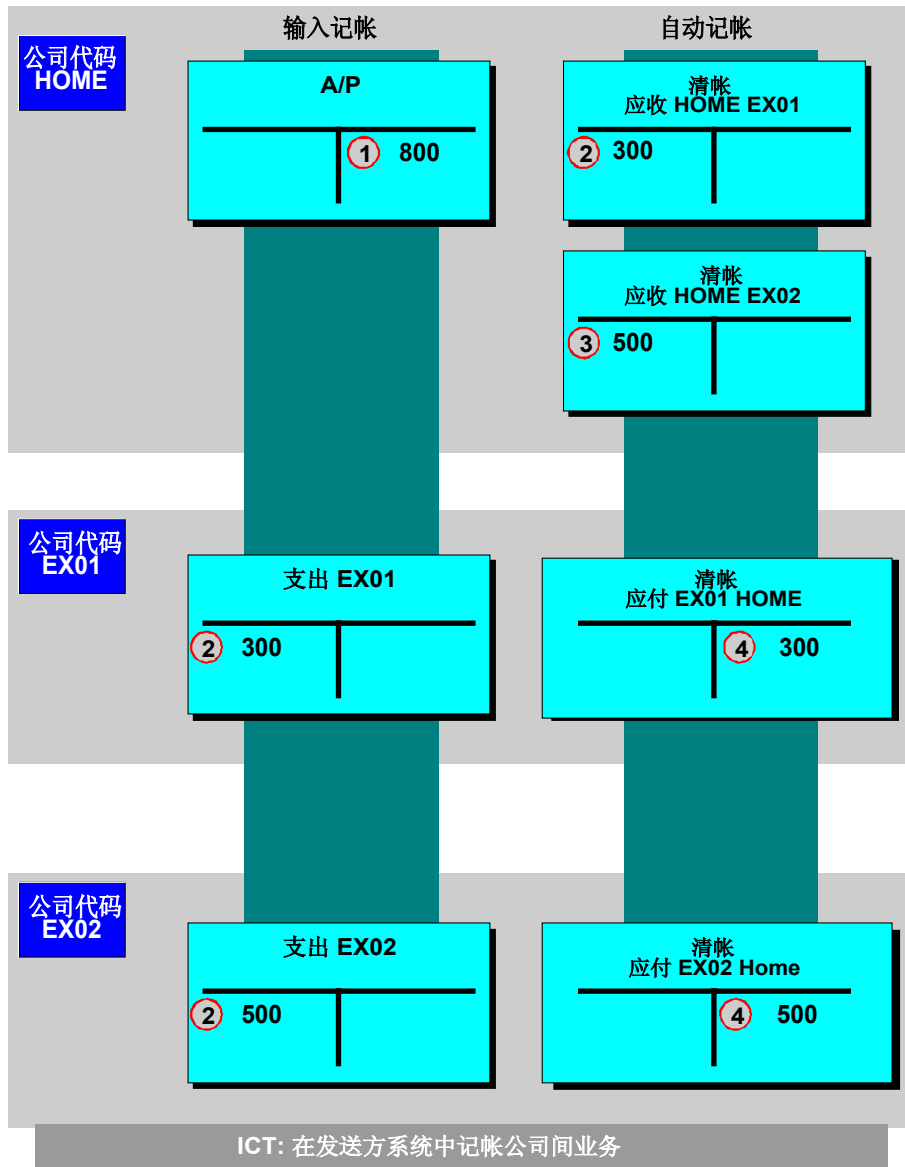 输入记帐
自动记帐
公司代码
HOME
A/P
1 800
清帐
应收 HOME EX01
2 300
清帐
应收 HOME EX02
3 500
公司代码
EX01
支出 EX01
2 300
清帐
应付 EX01 HOME
4 300
公司代码
EX02
支出 EX02
2 500
清帐
应付 EX02 Home
4 500
ICT: 在发送方系统中记帐公司间业务